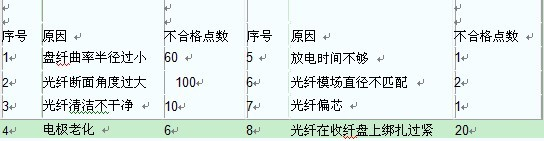 序号 原因 不合格点数 序号 原因 不合格点数
1 盘纤曲率半径过小 60 5 放电时间不够 1
2 光纤断面角度过大 100 6 光纤模场直径不匹配 2
3 光纤清洁不干净 10 7 光纤偏芯 1
4 电极老化 6 8 光纤在收纤盘上绑扎过紧 20